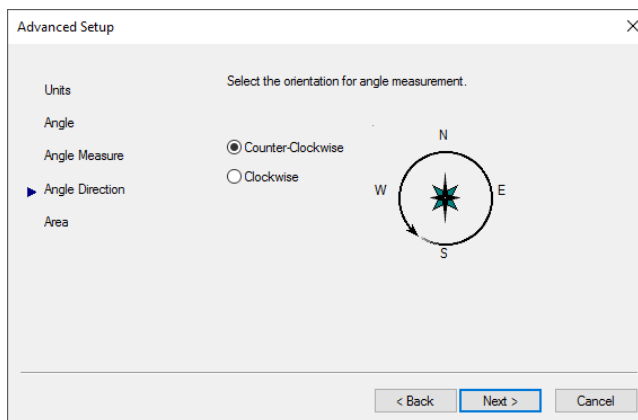 Advanced Setup
Units
Angle
Angle Measure
Angle Direction
Area
Select the orientation for angle measurement.
Counter-Clockwise
Clockwise
N
W
E
S
< Back
Next >
Cancel